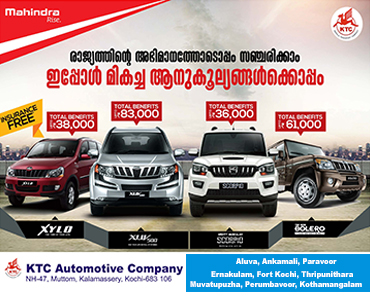 Mahindra
Rise.
KTC
രാജ്യത്തിന്റെ അഭിമാനത്തോടൊപ്പം സഞ്ചരിക്കാം
ഇപ്പോൾ മികച്ച ആനുകൂല്യങ്ങൾക്കൊപ്പം
INSURANCE
FREE
TOTAL BENEFITS
38,000
TOTAL BENEFITS
83,000
TOTAL BENEFITS
36,000
TOTAL BENEFITS
61,000
XYLO
XUV500
SCORPIO
BOLERO
KTC Automotive Company
NH-47, Muttom, Kalamassery, Kochi-683 106
Aluva, Ankamali, Paraveor
Ernakulam, Fort Kochi, Thripunithara
Muvatupuzha, Perumbaveor, Kothamangalam